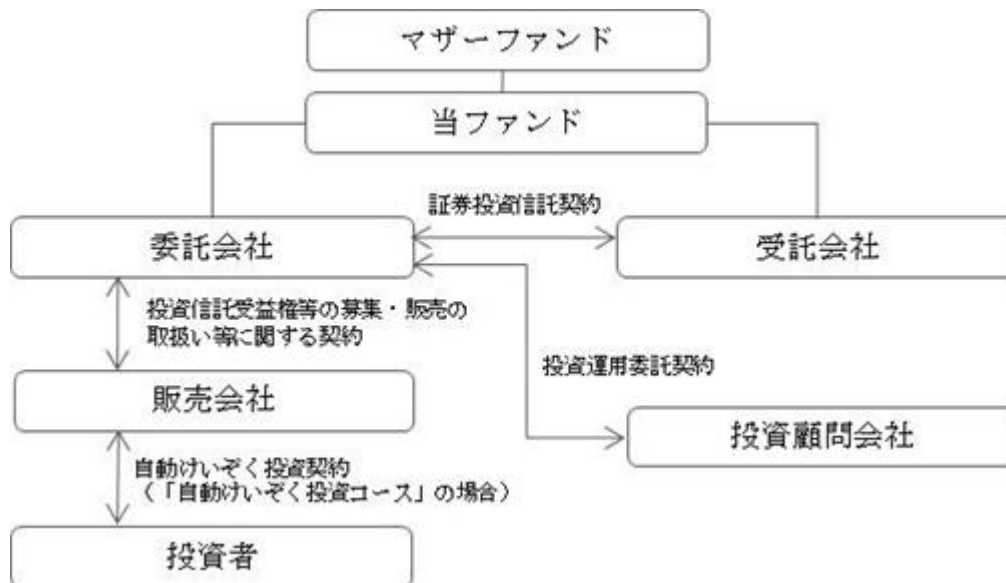 マザーファンド
当ファンド
証券投資信託契約
委託会社
受託会社
投資信託受益権等の募集・販売の
取扱い等に関する契約
投資運用委託契約
販売会社
投資顧問会社
自動けいぞく投資契約
(「自動けいぞく投資コース」の場合)
投資者